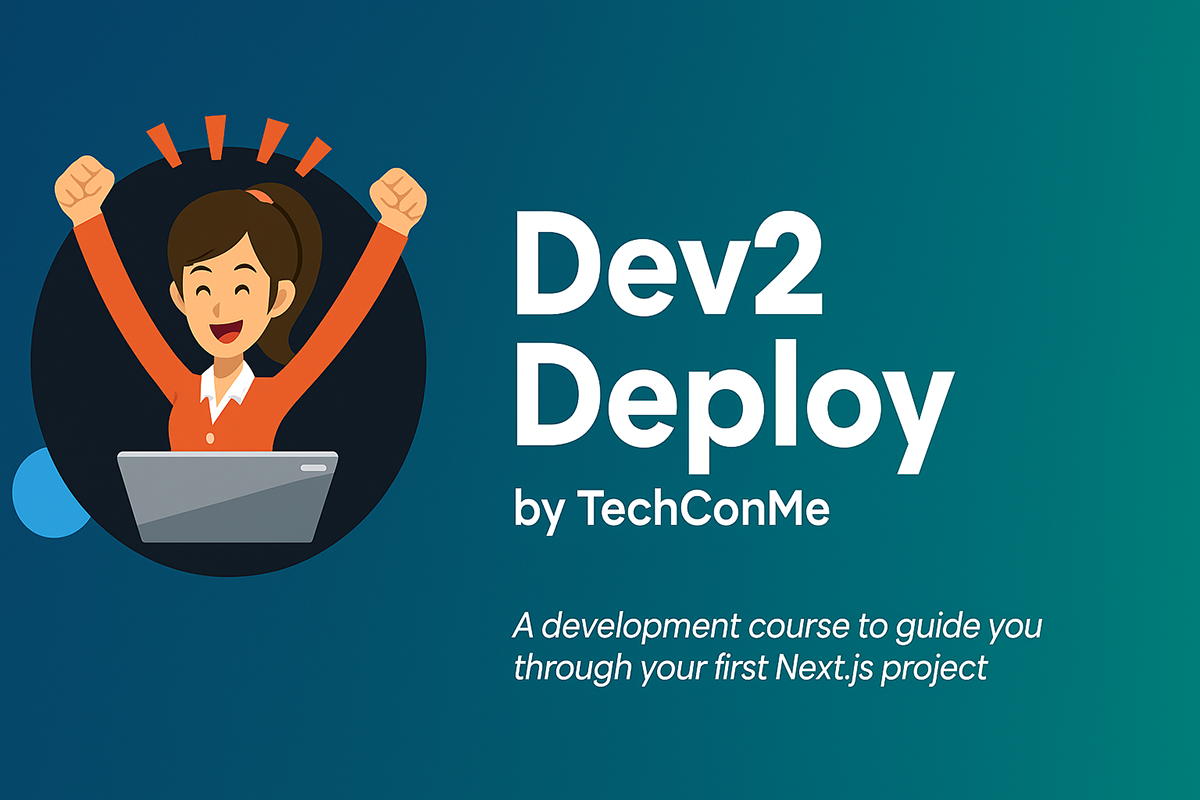 Dev2
Deploy
by TechConMe
A development course to guide you
through your first Next.js project